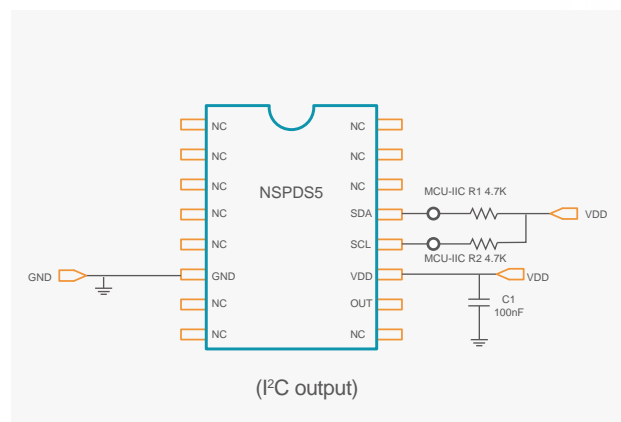 NC NC
NC NC
NC NC
NSPDS5
MCU-IIC R1 4.7K
NC SDA VDD
NC SCL
MCU-IIC R2 4.7K
GND GND VDD VDD
NC OUT C1
100nF
NC NC
(I²C output)